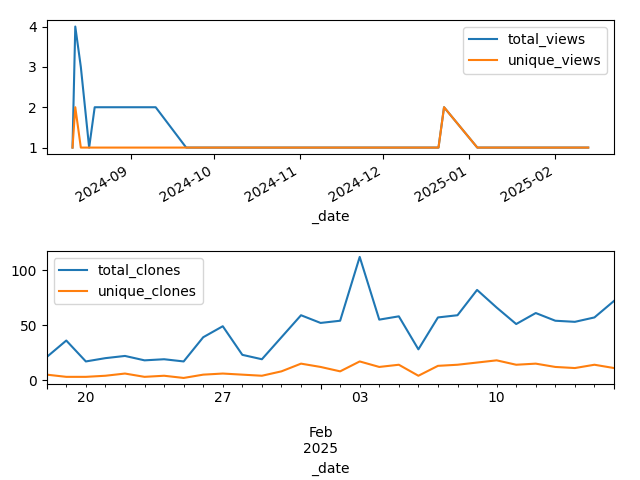 4
3
2
1
total_views
unique_views
2024-09
2024-10
2024-11
2024-12
2025-01
2025-02
_date
100
50
0
total_clones
unique_clones
20
27
03
10
Feb
2025
_date